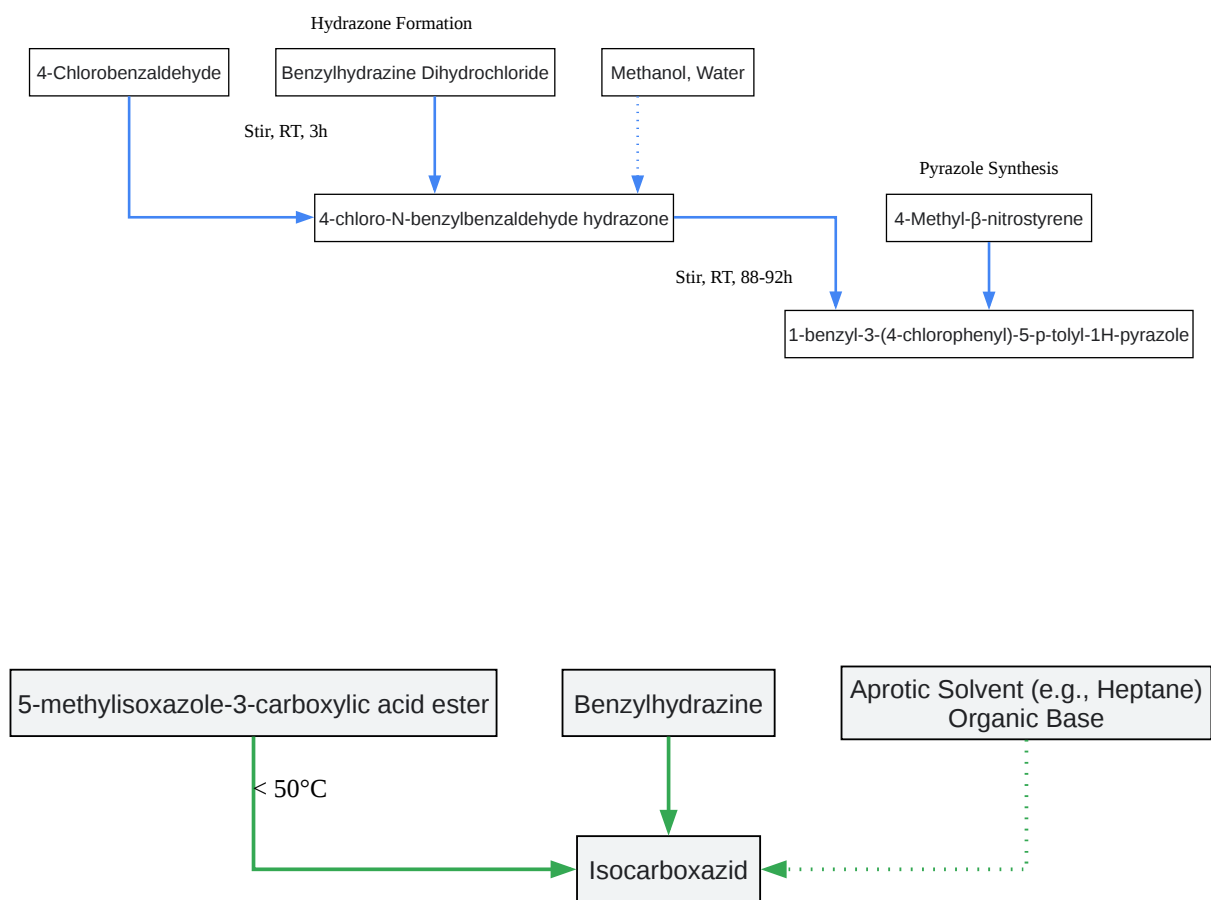 Hydrazone Formation
4-Chlorobenzaldehyde
Benzylhydrazine Dihydrochloride
Methanol, Water
Stir, RT, 3h
Pyrazole Synthesis
4-chloro-N-benzylbenzaldehyde hydrazone
4-Methyl-β-nitrostyrene
Stir, RT, 88-92h
1-benzyl-3-(4-chlorophenyl)-5-p-tolyl-1H-pyrazole
5-methylisoxazole-3-carboxylic acid ester
Benzylhydrazine
Aprotic Solvent (e.g., Heptane)
Organic Base
< 50°C
Isocarboxazid